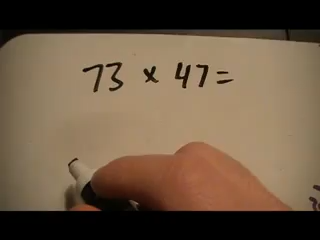 73 × 47 =